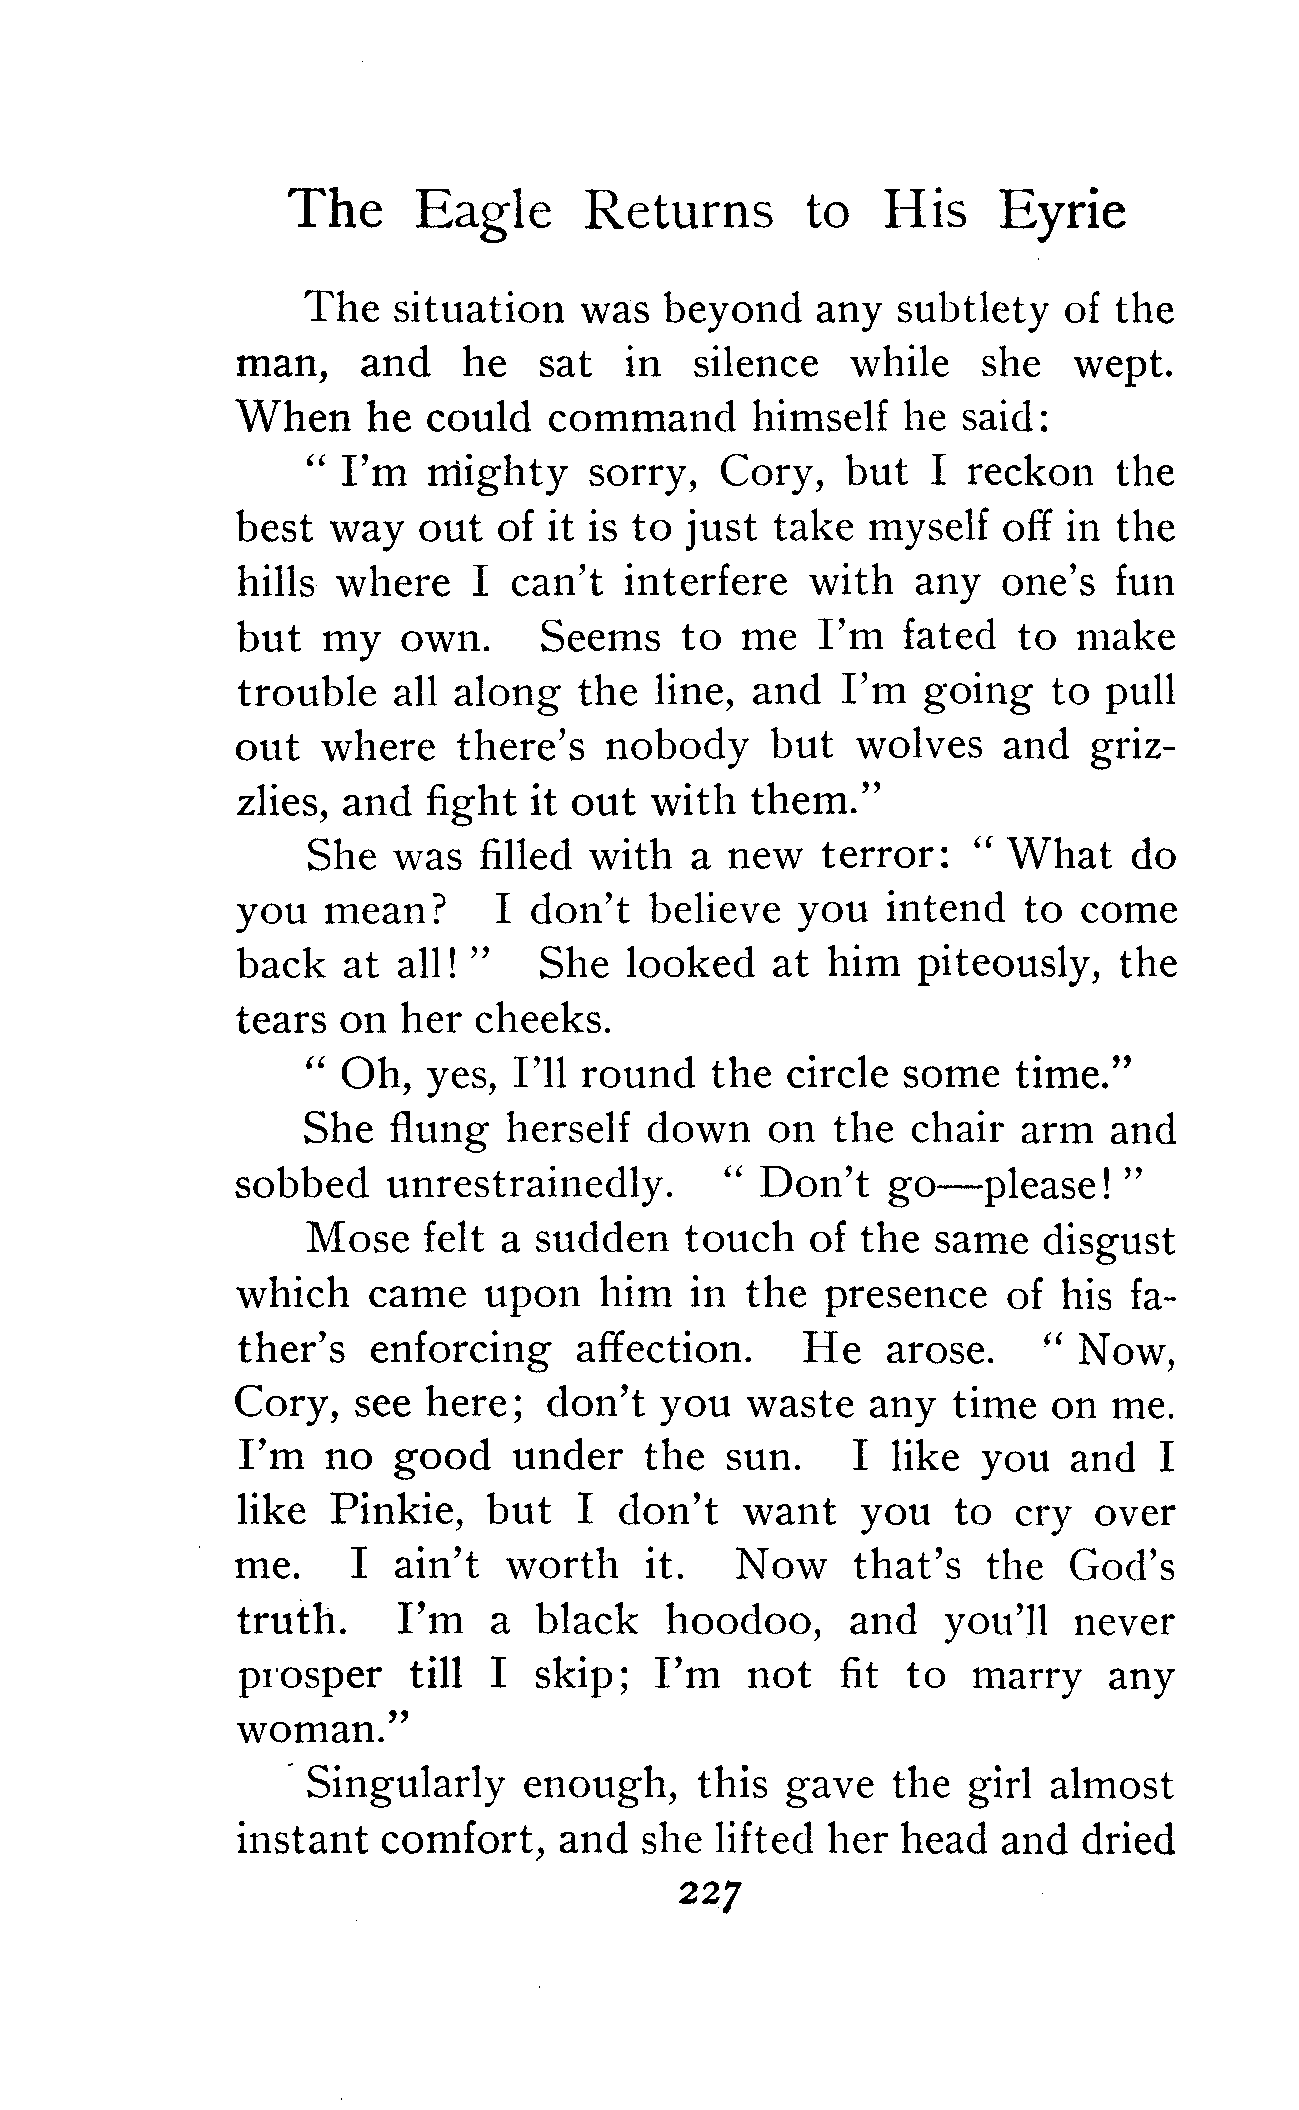 The Eagle Returns to His Eyrie
The situation was beyond any subtlety of the
man, and he sat in silence while she wept.
When he could command himself he said:
“ I’m mighty sorry, Cory, but I reckon the
best way out of it is to just take myself off in the
hills where I can’t interfere with any one’s fun
but my own. Seems to me I’m fated to make
trouble all along the line, and I’m going to pull
out where there’s nobody but wolves and griz-
zlies, and fight it out with them.”
She was filled with a new terror: “ What do
you mean? I don’t believe you intend to come
back at all! ” She looked at him piteously, the
tears on her cheeks.
“ Oh, yes, I’ll round the circle some time.”
She flung herself down on the chair arm and
sobbed unrestrainedly. “ Don’t go—please! ”
Mose felt a sudden touch of the same disgust
which came upon him in the presence of his fa-
ther’s enforcing affection. He arose. “ Now,
Cory, see here; don’t you waste any time on me.
I’m no good under the sun. I like you and I
like Pinkie, but I don’t want you to cry over
me. I ain’t worth it. Now that’s the God’s
truth. I’m a black hoodoo, and you’ll never
prosper till I skip; I’m not fit to marry any
woman.”
Singularly enough, this gave the girl almost
instant comfort, and she lifted her head and dried
227